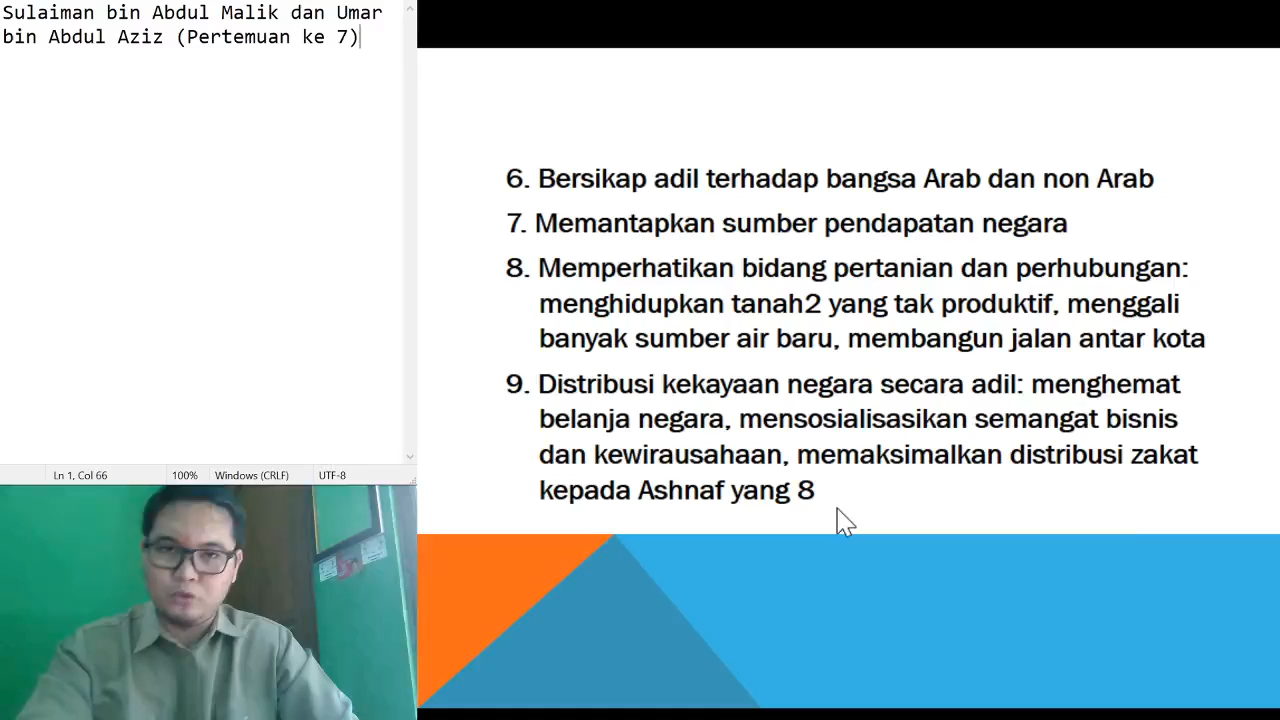 Sulaiman bin Abdul Malik dan Umar
bin Abdul Aziz (Pertemuan ke 7)
6. Bersikap adil terhadap bangsa Arab dan non Arab
7. Memantapkan sumber pendapatan negara
8. Memperhatikan bidang pertanian dan perhubungan:
menghidupkan tanah2 yang tak produktif, menggali
banyak sumber air baru, membangun jalan antar kota
9. Distribusi kekayaan negara secara adil: menghemat
belanja negara, mensosialisasikan semangat bisnis
dan kewirausahaan, memaksimalkan distribusi zakat
kepada Ashnaf yang 8
Ln 1, Col 66
100%
Windows (CRLF)
UTF-8